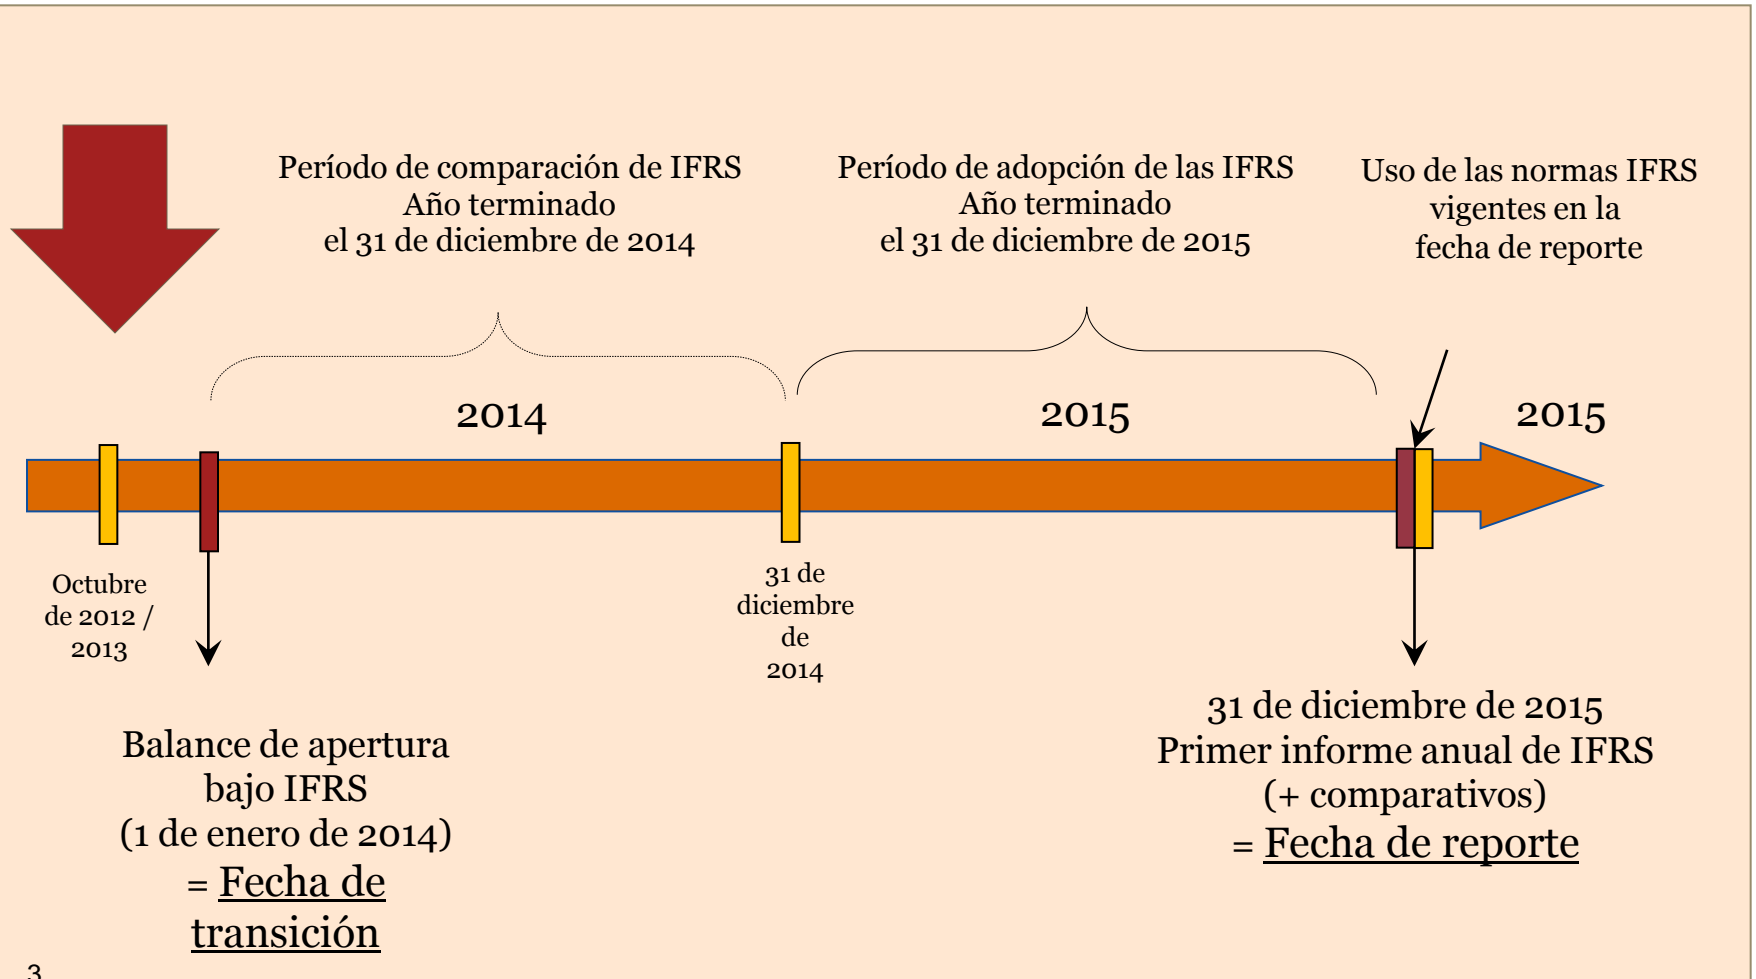 Período de comparación de IFRS
Año terminado
el 31 de diciembre de 2014
Período de adopción de las IFRS
Año terminado
el 31 de diciembre de 2015
Uso de las normas IFRS
vigentes en la
fecha de reporte
2014
2015
2015
Octubre
de 2012 /
2013
31 de
diciembre
de
2014
Balance de apertura
bajo IFRS
(1 de enero de 2014)
= Fecha de
transición
31 de diciembre de 2015
Primer informe anual de IFRS
(+ comparativos)
= Fecha de reporte
3